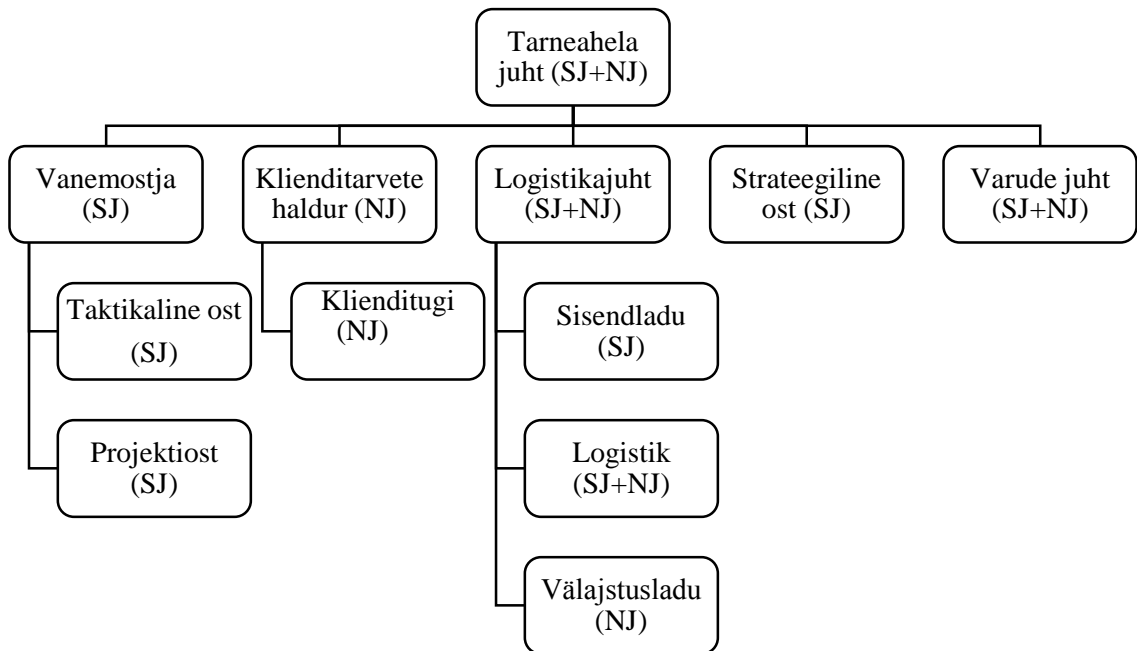 Tarneahela
juht (SJ+NJ)
Vanemostja
(SJ)
Klienditarvete
haldur (NJ)
Logistikajuht
(SJ+NJ)
Strateegiline
ost (SJ)
Varude juht
(SJ+NJ)
Taktikaline ost
(SJ)
Projektiost
(SJ)
Klienditugi
(NJ)
Sisendladu
(SJ)
Logistik
(SJ+NJ)
Välajstusladu
(NJ)